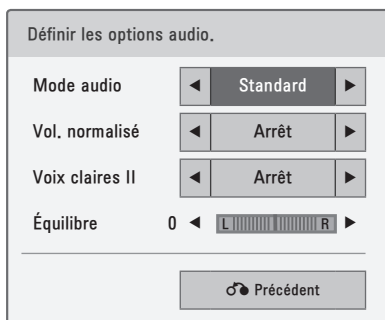 Définir les options audio.
Mode audio ◄ Standard ►
Vol. normalisé ◄ Arrêt ►
Voix claires II ◄ Arrêt ►
Équilibre 0 ◄ L R ►
Précédent